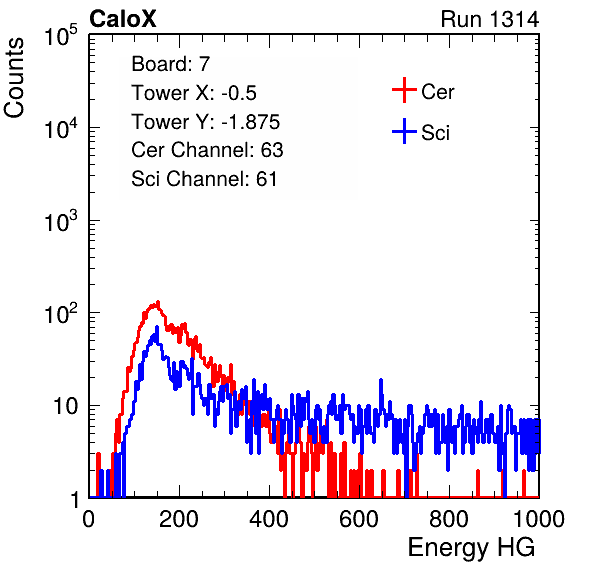 CaloX Run 1314
Counts
10^5
10^4
10^3
10^2
10
1
Board: 7
Tower X: -0.5
Tower Y: -1.875
Cer Channel: 63
Sci Channel: 61
Cer
Sci
0 200 400 600 800 1000
Energy HG